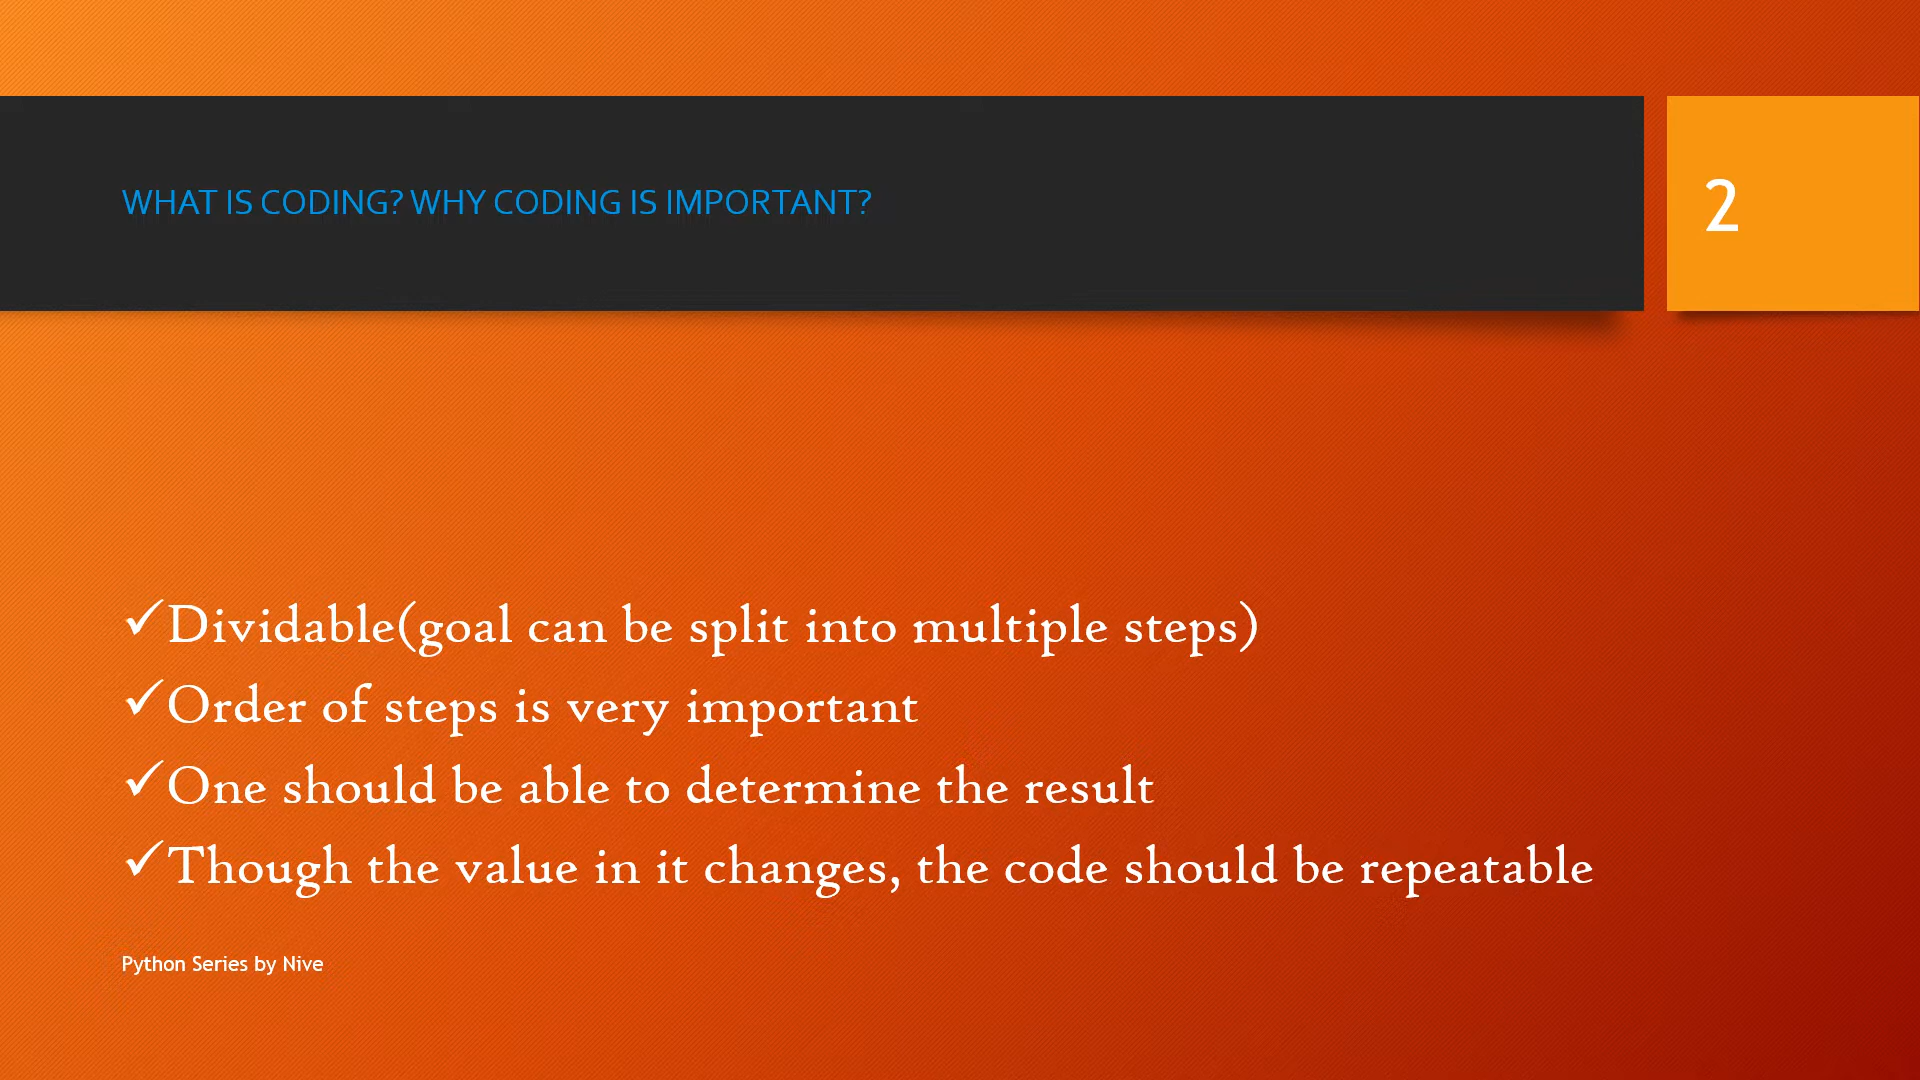 WHAT IS CODING? WHY CODING IS IMPORTANT?
2
✓Dividable(goal can be split into multiple steps)
✓Order of steps is very important
✓One should be able to determine the result
✓Though the value in it changes, the code should be repeatable
Python Series by Nive